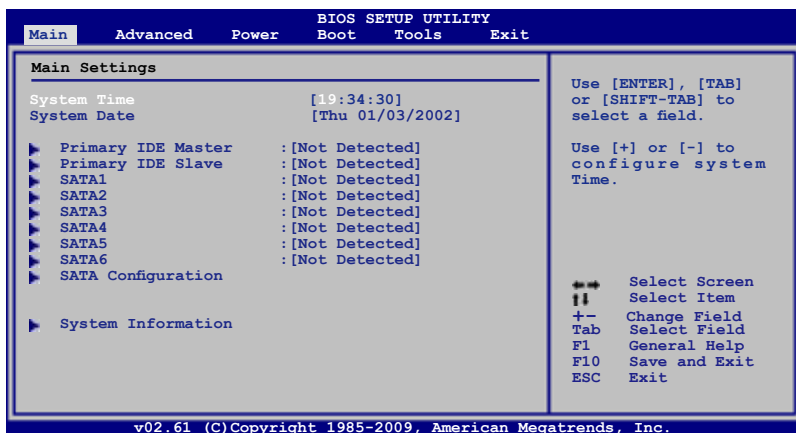 BIOS SETUP UTILITY
Main Advanced Power Boot Tools Exit
Main Settings
System Time [19:34:30]
System Date [Thu 01/03/2002]
Primary IDE Master :[Not Detected]
Primary IDE Slave :[Not Detected]
SATA1 :[Not Detected]
SATA2 :[Not Detected]
SATA3 :[Not Detected]
SATA4 :[Not Detected]
SATA5 :[Not Detected]
SATA6 :[Not Detected]
SATA Configuration
System Information
Use [ENTER], [TAB]
or [SHIFT-TAB] to
select a field.
Use [+] or [-] to
configure system
Time.
←→ Select Screen
↑↓ Select Item
+- Change Field
Tab Select Field
F1 General Help
F10 Save and Exit
ESC Exit
v02.61 (C)Copyright 1985-2009, American Megatrends, Inc.